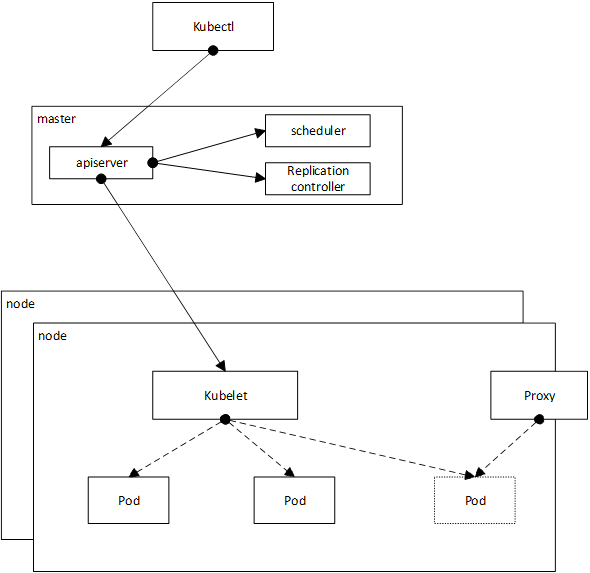 Kubectl
master
apiserver
scheduler
Replication
controller
node
node
Kubelet
Proxy
Pod
Pod
Pod